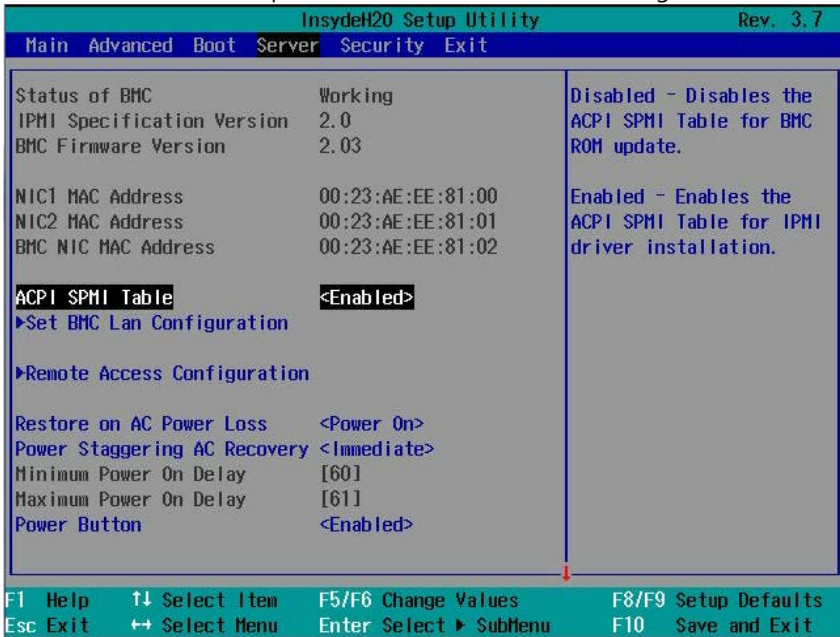 InsydeH20 Setup Utility Rev. 3.7
Main Advanced Boot Server Security Exit
Status of BMC Working
IPMI Specification Version 2.0
BMC Firmware Version 2.03
NIC1 MAC Address 00:23:AE:EE:81:00
NIC2 MAC Address 00:23:AE:EE:81:01
BMC NIC MAC Address 00:23:AE:EE:81:02
ACPI SPMI Table <Enabled>
▶Set BMC Lan Configuration
▶Remote Access Configuration
Restore on AC Power Loss <Power On>
Power Staggering AC Recovery <Immediate>
Minimum Power On Delay [60]
Maximum Power On Delay [61]
Power Button <Enabled>
Disabled - Disables the
ACPI SPMI Table for BMC
ROM update.
Enabled - Enables the
ACPI SPMI Table for IPMI
driver installation.
F1 Help ↑↓ Select Item F5/F6 Change Values F8/F9 Setup Defaults
Esc Exit ↔ Select Menu Enter Select ▶ SubMenu F10 Save and Exit